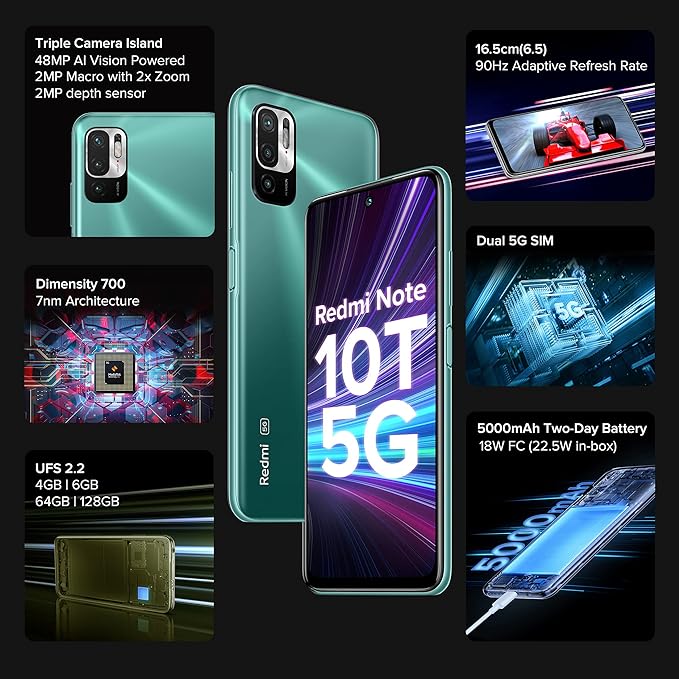 Triple Camera Island
48MP AI Vision Powered
2MP Macro with 2x Zoom
2MP depth sensor
16.5cm(6.5)
90Hz Adaptive Refresh Rate
Dual 5G SIM
5G
Dimensity 700
7nm Architecture
Redmi Note
10T
5G
Redmi 5G
UFS 2.2
4GB | 6GB
64GB | 128GB
5000mAh Two-Day Battery
18W FC (22.5W in-box)
5000mAh